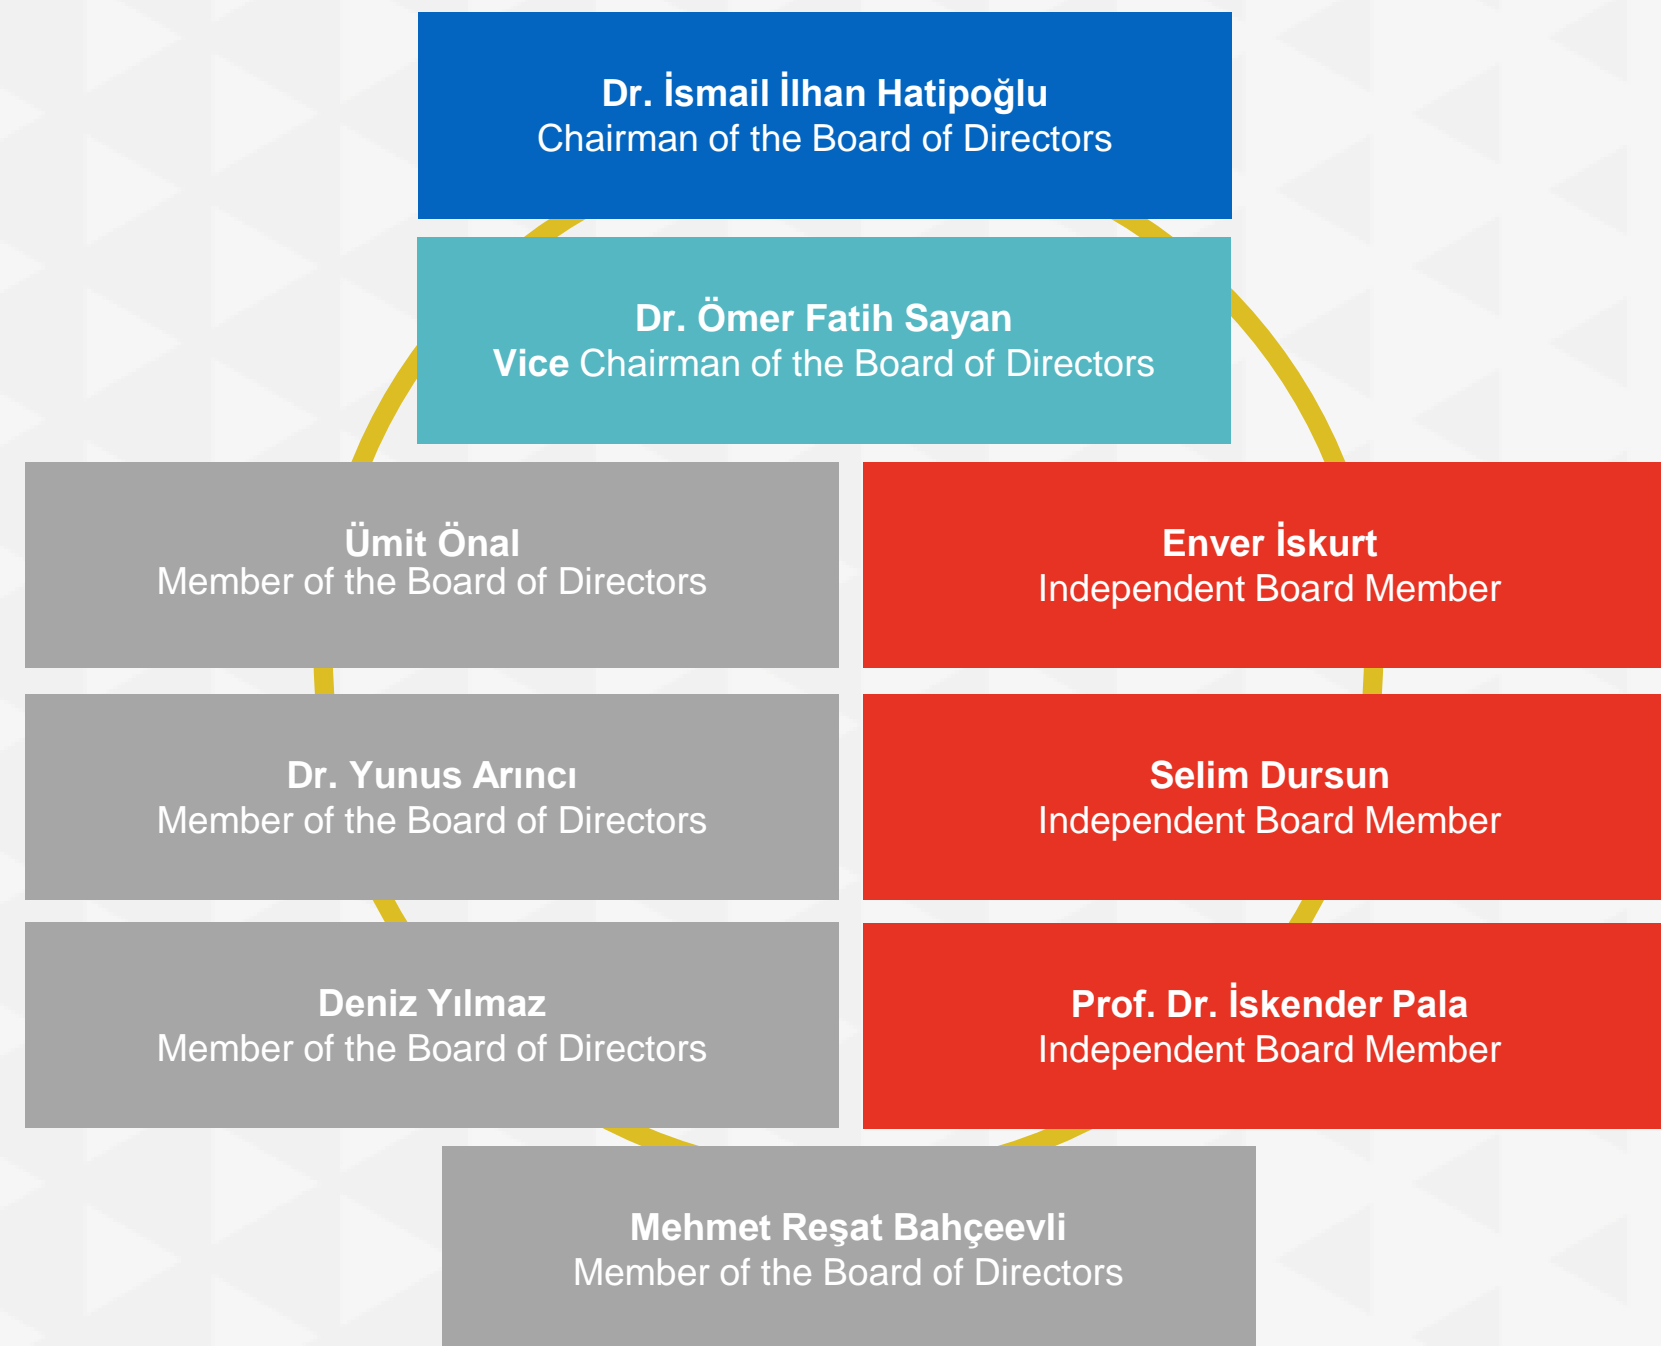 Dr. İsmail İlhan Hatipoğlu
Chairman of the Board of Directors
Dr. Ömer Fatih Sayan
Vice Chairman of the Board of Directors
Ümit Önal
Member of the Board of Directors
Enver İskurt
Independent Board Member
Dr. Yunus Arıncı
Member of the Board of Directors
Selim Dursun
Independent Board Member
Deniz Yılmaz
Member of the Board of Directors
Prof. Dr. İskender Pala
Independent Board Member
Mehmet Reşat Bahçeevli
Member of the Board of Directors